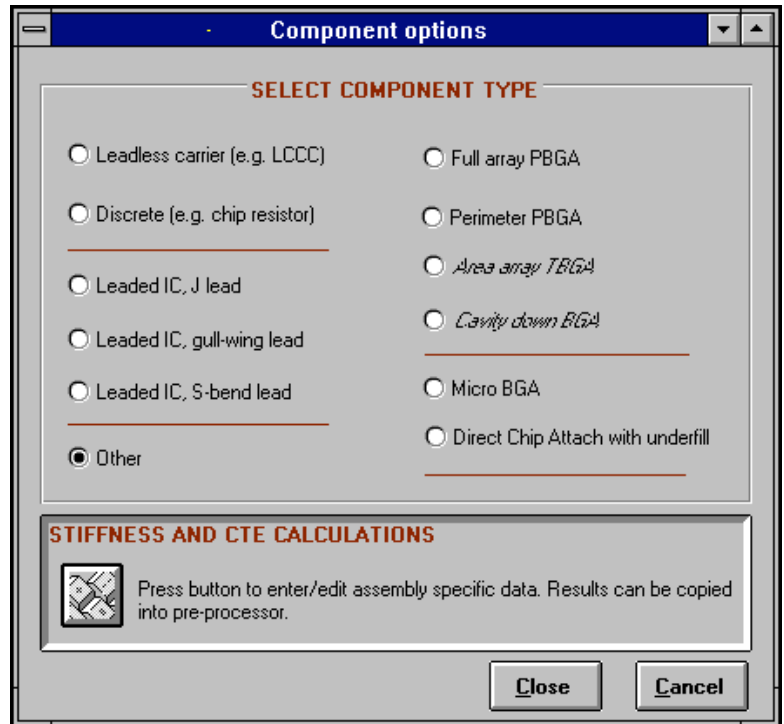 Component options
SELECT COMPONENT TYPE
Leadless carrier (e.g. LCCC)
Discrete (e.g. chip resistor)
Leaded IC, J lead
Leaded IC, gull-wing lead
Leaded IC, S-bend lead
Other
Full array PBGA
Perimeter PBGA
Area array TBGA
Cavity down BGA
Micro BGA
Direct Chip Attach with underfill
STIFFNESS AND CTE CALCULATIONS
Press button to enter/edit assembly specific data. Results can be copied
into pre-processor.
Close
Cancel